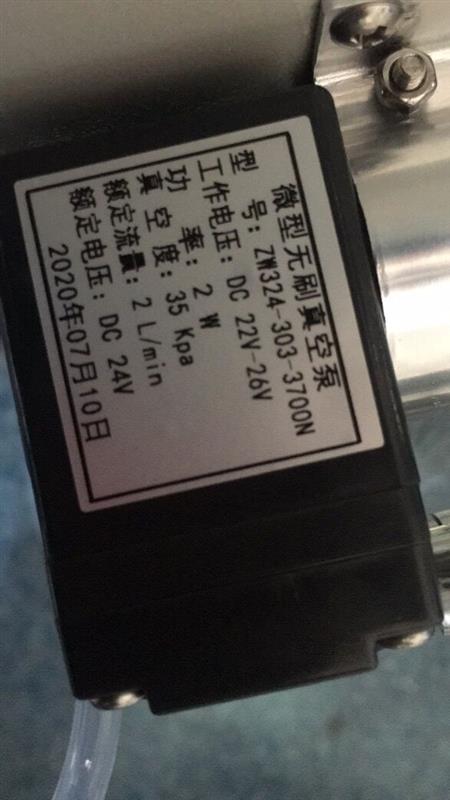 微型无刷真空泵
型 号：ZW324-303-3700N
工作电压：DC 22V-26V
功 率：2 W
真 空 度：35 Kpa
额定流量：2 L/min
额定电压：DC 24V
2020年07月10日